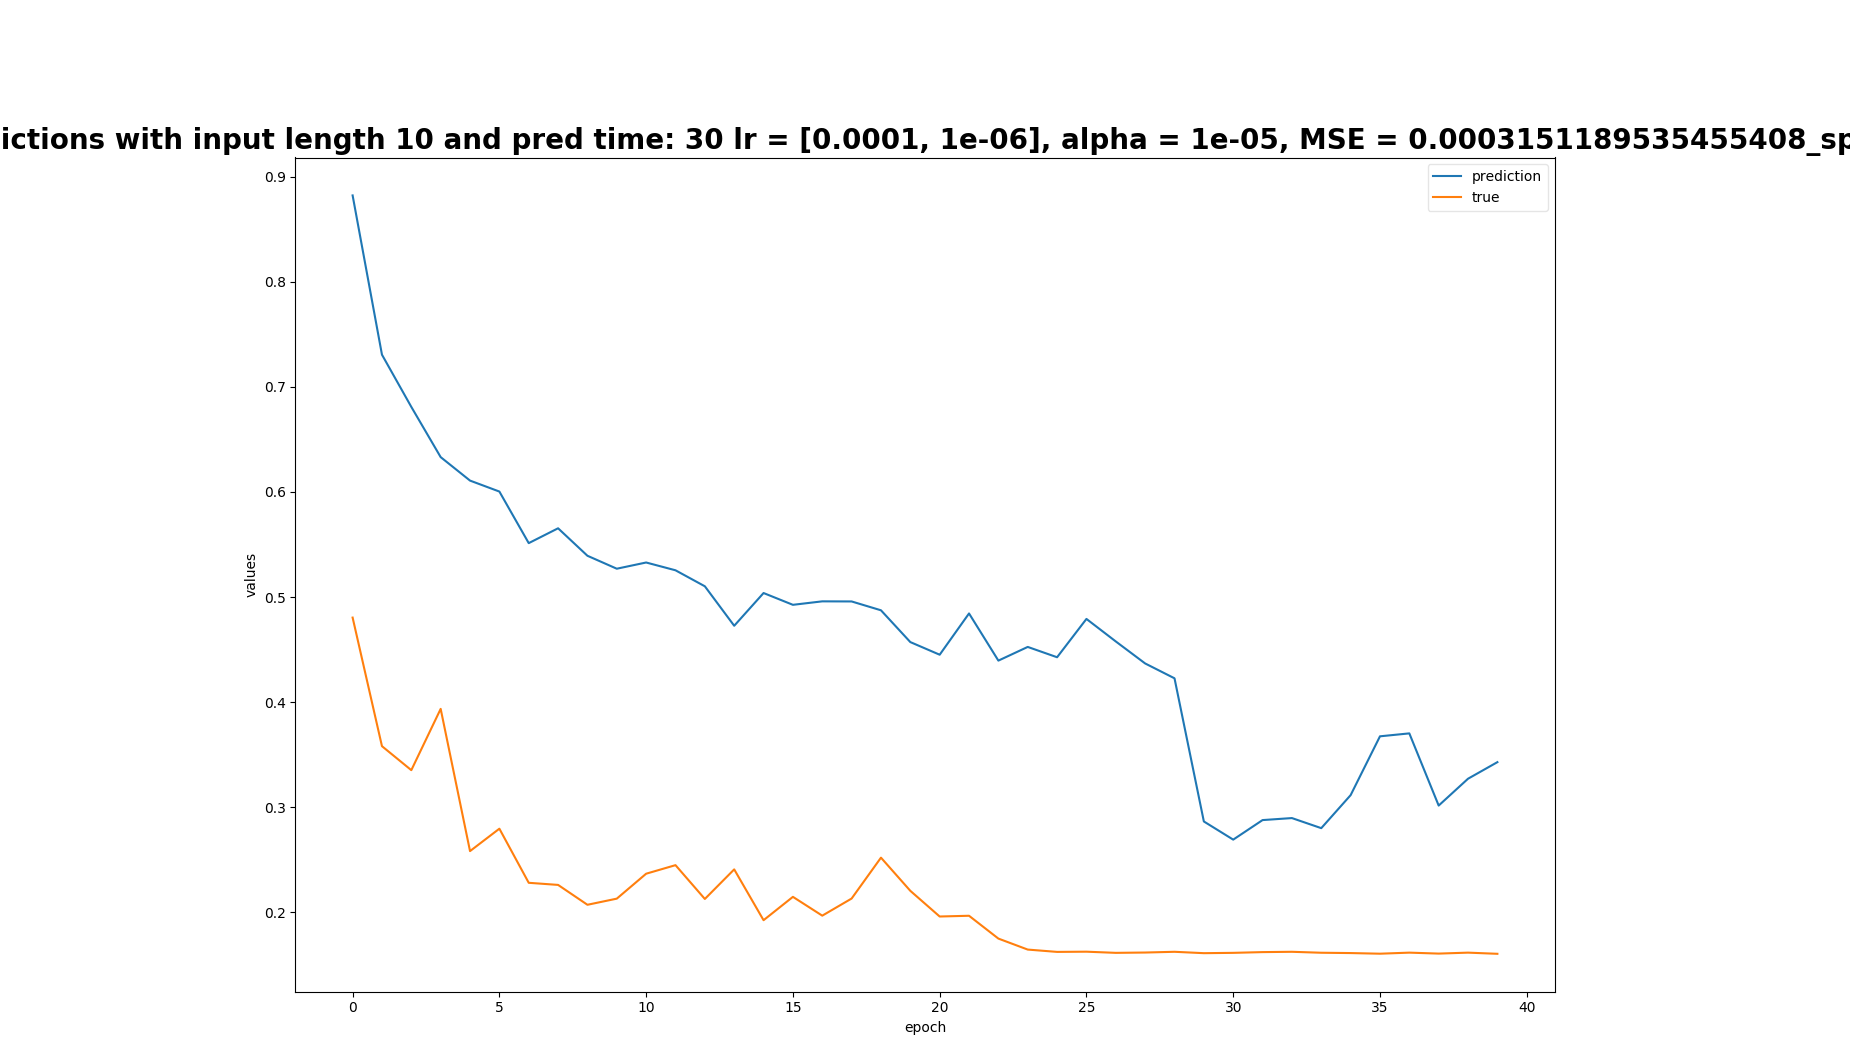 ictions with input length 10 and pred time: 30 lr = [0.0001, 1e-06], alpha = 1e-05, MSE = 0.0003151189535455408_sp
prediction
true
0.9
0.8
0.7
0.6
0.5
0.4
0.3
0.2
values
0 5 10 15 20 25 30 35 40
epoch